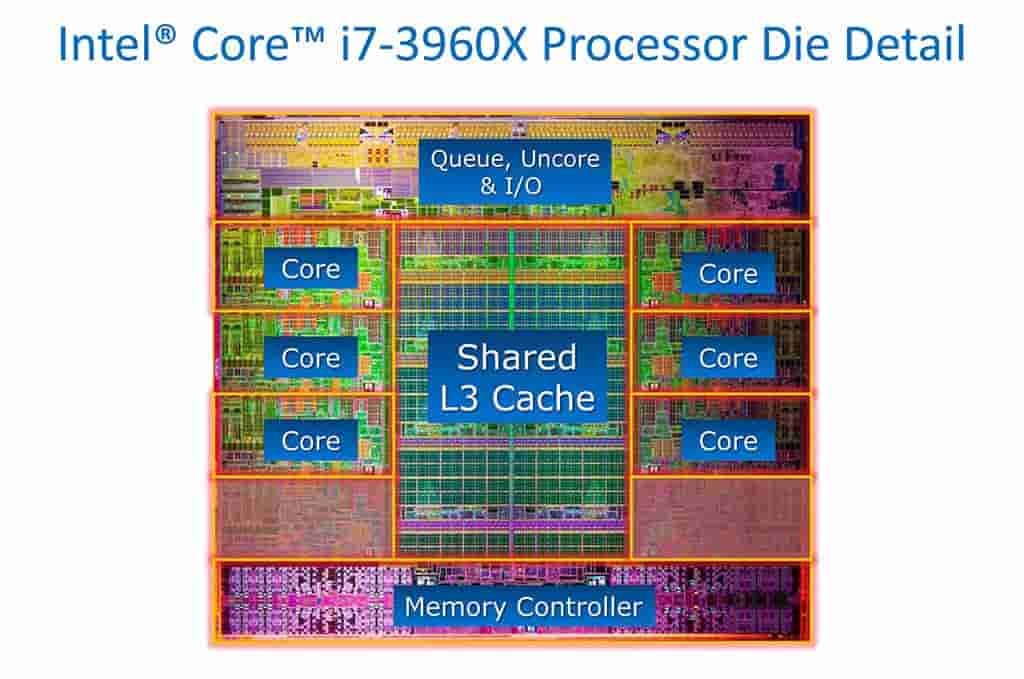 Intel® Core™ i7-3960X Processor Die Detail
Queue, Uncore
& I/O
Core
Core
Shared
L3 Cache
Core
Core
Core
Core
Memory Controller